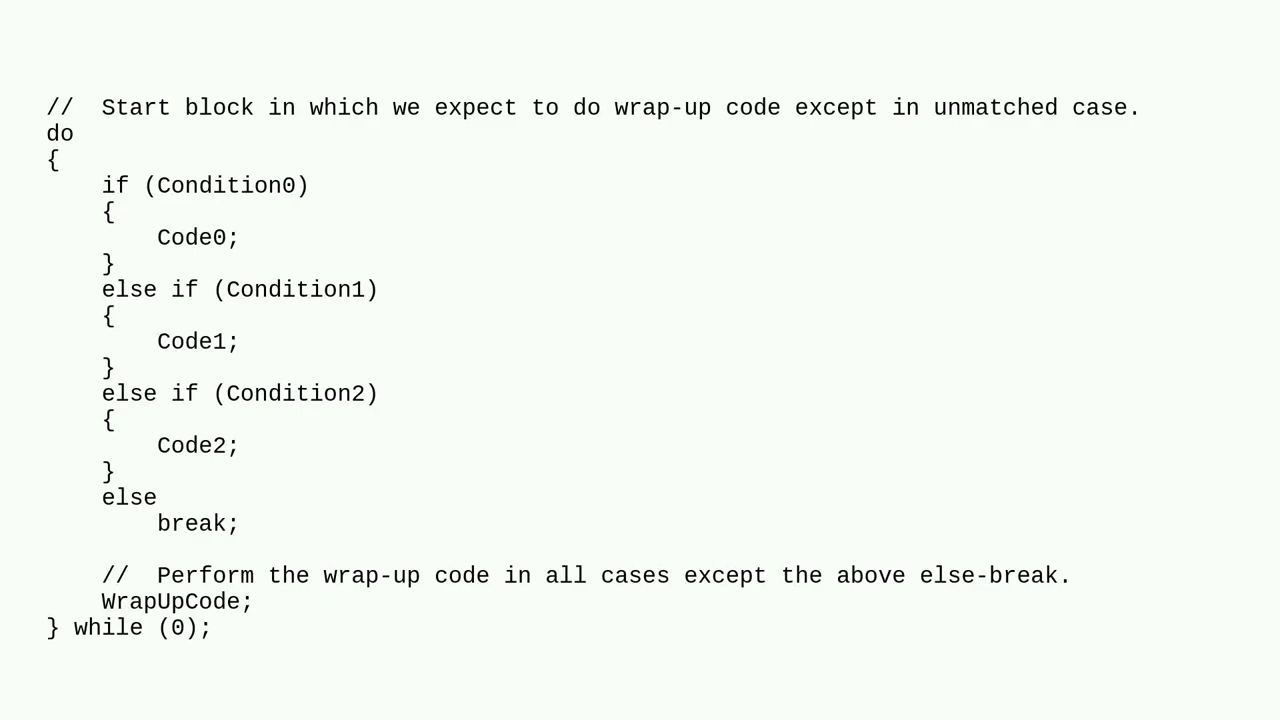 //  Start block in which we expect to do wrap-up code except in unmatched case.
do
{
    if (Condition0)
    {
        Code0;
    }
    else if (Condition1)
    {
        Code1;
    }
    else if (Condition2)
    {
        Code2;
    }
    else
        break;

    //  Perform the wrap-up code in all cases except the above else-break.
    WrapUpCode;
} while (0);